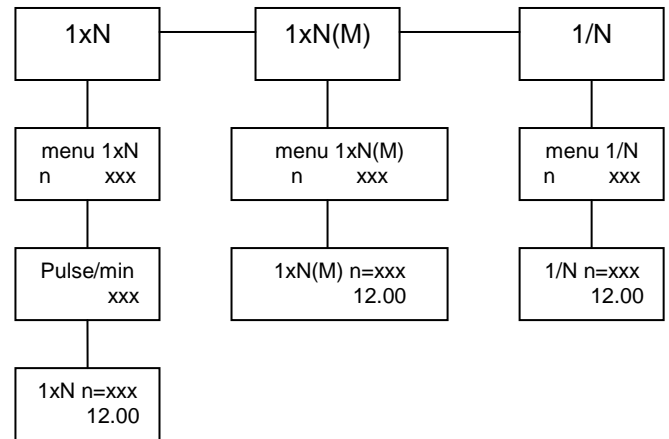 1xN
1xN(M)
1/N
menu 1xN
n xxx
menu 1xN(M)
n xxx
menu 1/N
n xxx
Pulse/min
xxx
1xN(M) n=xxx
12.00
1/N n=xxx
12.00
1xN n=xxx
12.00